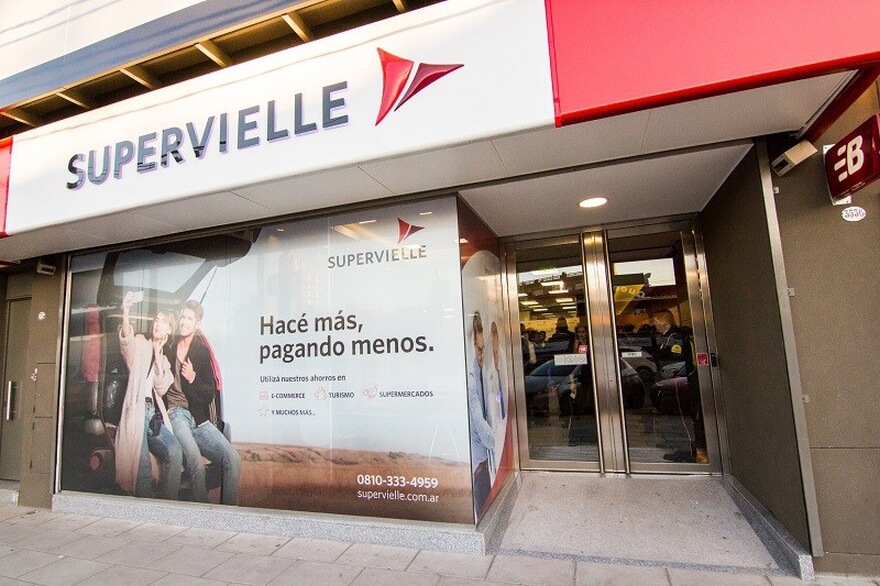 SUPERVIELLE
B
3536
SUPERVIELLE
Hacé más,
pagando menos.
Utilizá nuestros ahorros en
E-COMMERCE TURISMO SUPERMERCADOS
Y MUCHOS MÁS...
0810-333-4959
supervielle.com.ar